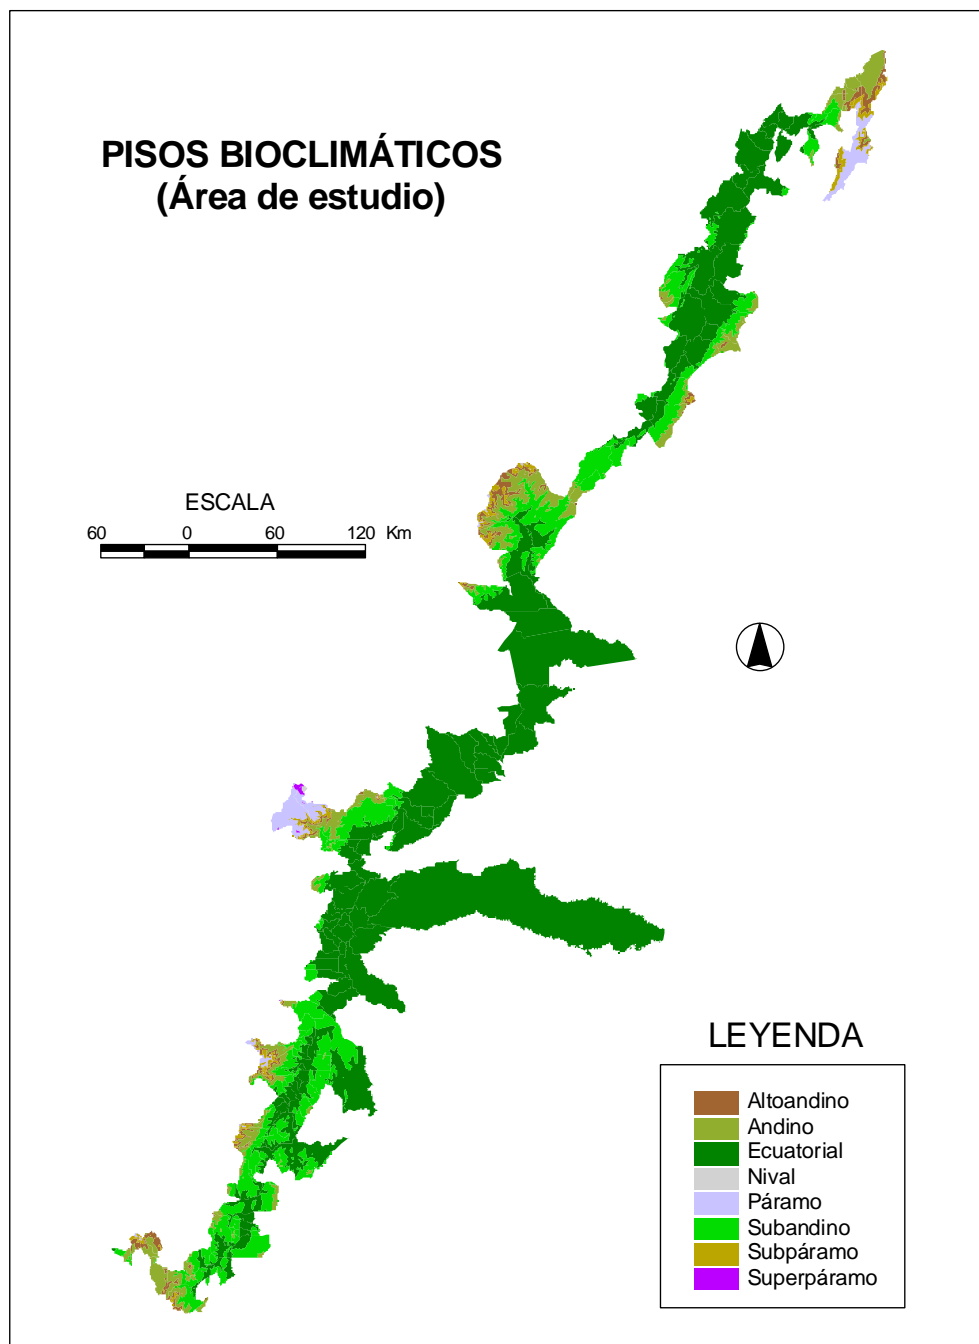 PISOS BIOCLIMÁTICOS
(Área de estudio)
ESCALA
60 0 60 120 Km
LEYENDA
Altoandino
Andino
Ecuatorial
Nival
Páramo
Subandino
Subpáramo
Superpáramo